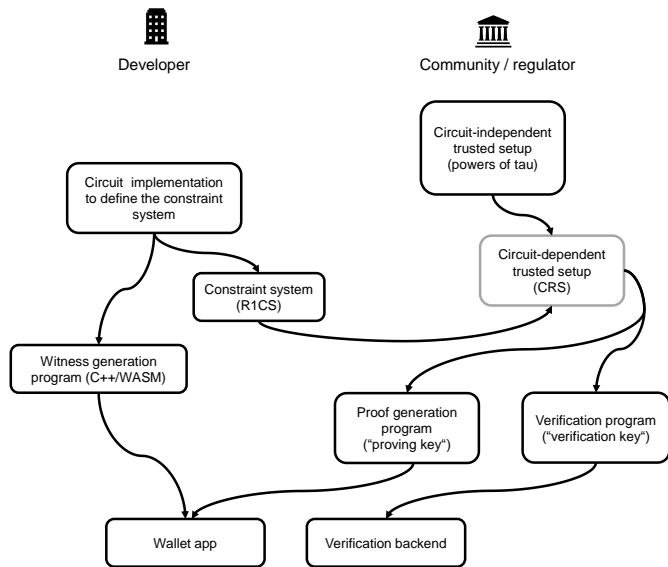 Developer
Community / regulator
Circuit-independent
trusted setup
(powers of tau)
Circuit implementation
to define the constraint
system
Circuit-dependent
trusted setup
(CRS)
Constraint system
(R1CS)
Witness generation
program (C++/WASM)
Proof generation
program
(“proving key“)
Verification program
(“verification key“)
Wallet app
Verification backend